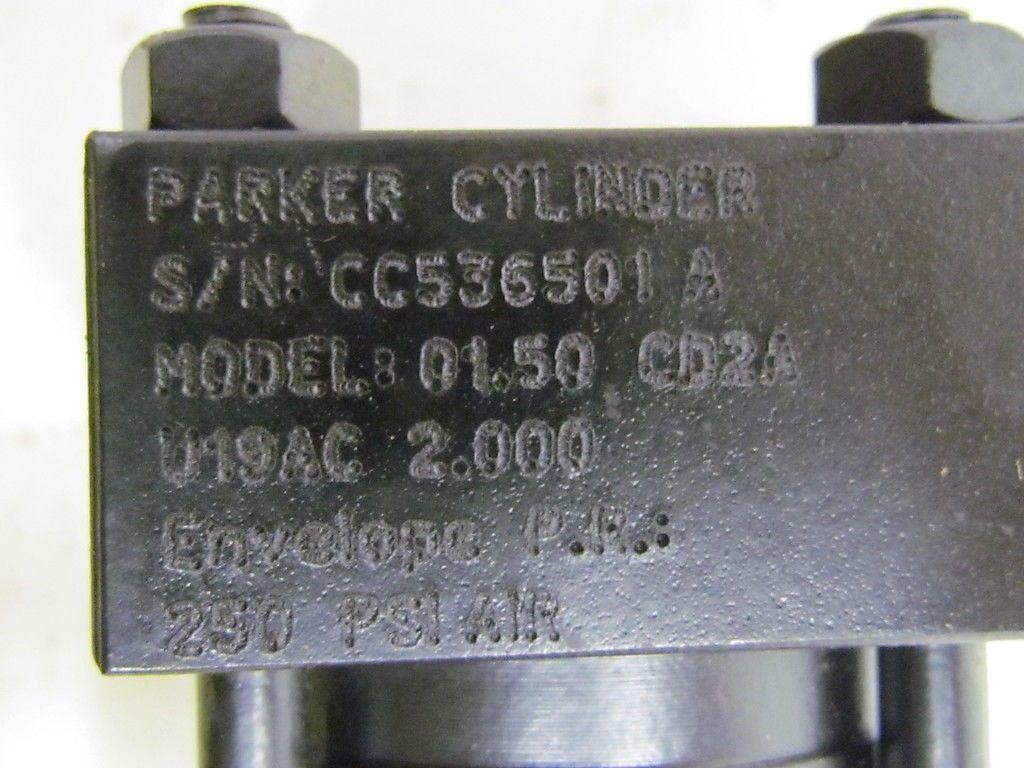 PARKER CYLINDER
S/N: CC536501 A
MODEL: 01.50 CD2A
U19AC 2.000
Envelope P.R.:
250 PSI AIR